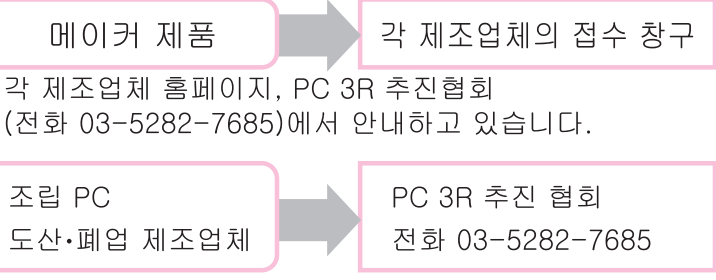 메이커 제품
각 제조업체의 접수 창구
각 제조업체 홈페이지, PC 3R 추진협회
(전화 03-5282-7685)에서 안내하고 있습니다.
조립 PC
도산·폐업 제조업체
PC 3R 추진 협회
전화 03-5282-7685